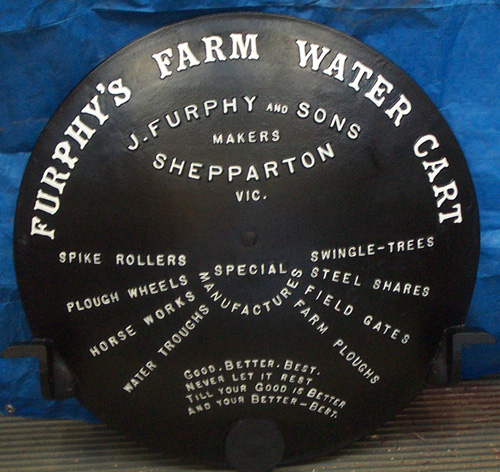 FURPHY'S FARM WATER CART
J. FURPHY AND SONS
MAKERS
SHEPPARTON
VIC.
SPIKE ROLLERS
PLOUGH WHEELS
HORSE WORKS
WATER TROUGHS
SPECIAL
MANUFACTURES
SWINGLE-TREES
STEEL SHARES
FIELD GATES
FARM PLOUGHS
GOOD, BETTER, BEST.
NEVER LET IT REST
TILL YOUR GOOD IS BETTER
AND YOUR BETTER-BEST.